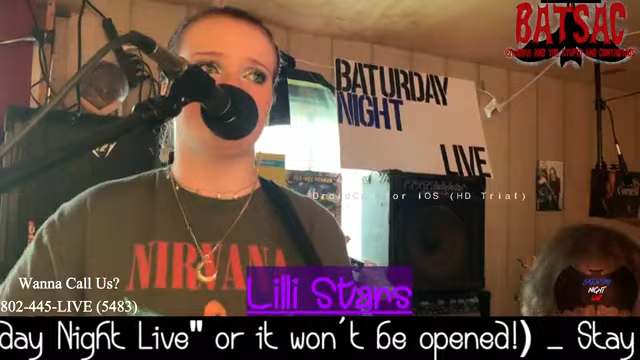 BATSAC
BATURDAY
NIGHT
LIVE
DroidCam for iOS (HD Trial)
NIRVANA
Wanna Call Us?
802-445-LIVE (5483)
Lilli Stars
day Night Live" or it won't be opened!) _ Stay